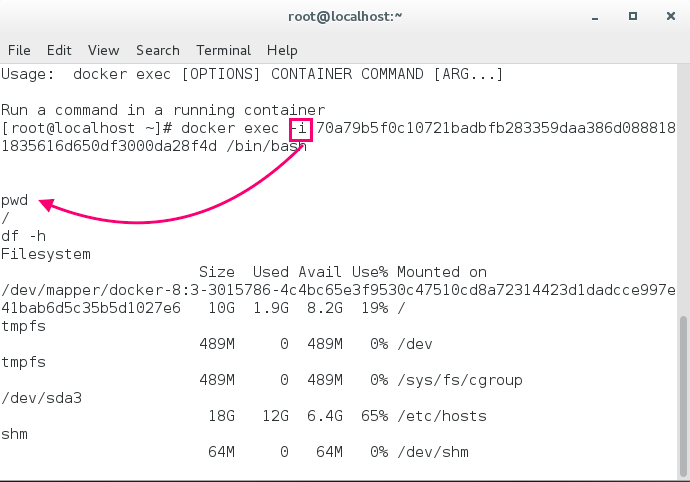 root@localhost:~
File Edit View Search Terminal Help
Usage:  docker exec [OPTIONS] CONTAINER COMMAND [ARG...]
Run a command in a running container
[root@localhost ~]# docker exec -i 70a79b5f0c10721badbfb283359daa386d088818
1835616d650df3000da28f4d /bin/bash
pwd
/
df -h
Filesystem
Size  Used Avail Use% Mounted on
/dev/mapper/docker-8:3-3015786-4c4bc65e3f9530c47510cd8a72314423d1dadcce997e
41bab6d5c35b5d1027e6   10G  1.9G  8.2G  19% /
tmpfs
489M     0  489M   0% /dev
tmpfs
489M     0  489M   0% /sys/fs/cgroup
/dev/sda3
18G   12G  6.4G  65% /etc/hosts
shm
64M     0   64M   0% /dev/shm